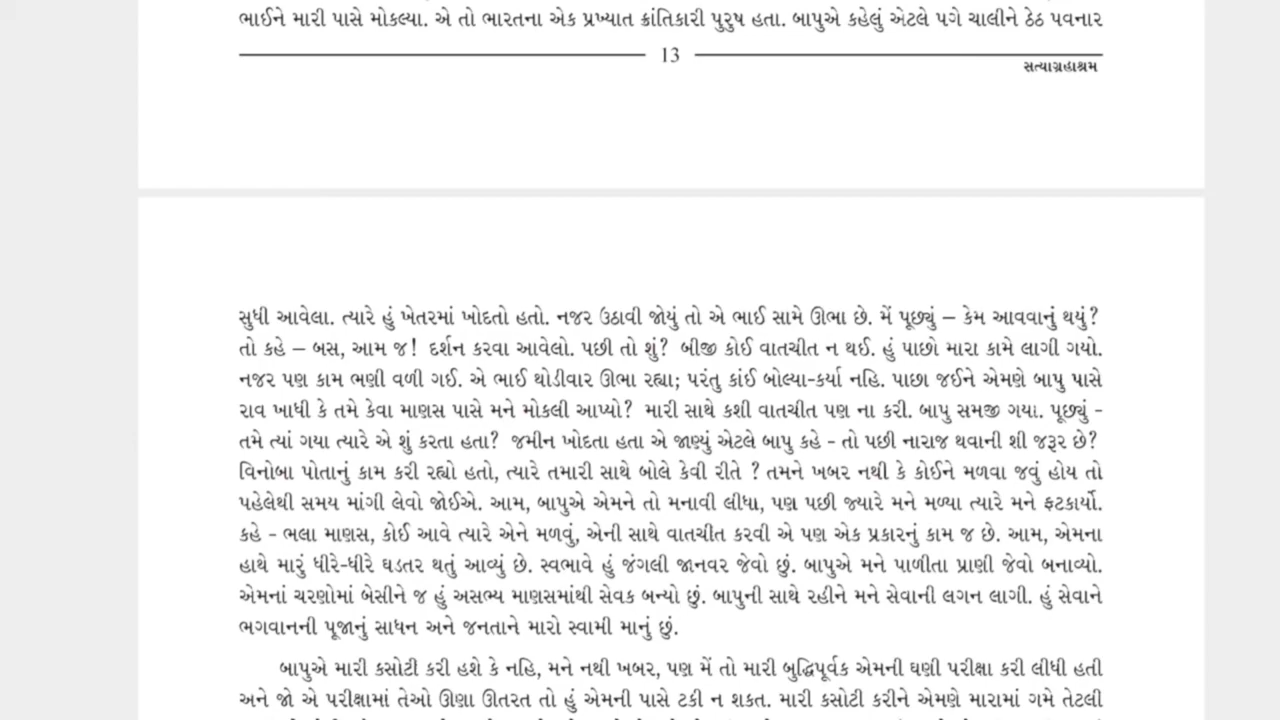 ભાઈને મારી પાસે મોકલ્યા. એ તો ભારતના એક પ્રખ્યાત ક્રાંતિકારી પુરુષ હતા. બાપુએ કહેલું એટલે પગે ચાલીને ઠેઠ પવનાર
13
સત્યાગ્રહાશ્રમ
સુધી આવેલા. ત્યારે હું ખેતરમાં ખોદતો હતો. નજર ઉઠાવી જોયું તો એ ભાઈ સામે ઊભા છે. મેં પૂછ્યું – કેમ આવવાનું થયું?
તો કહે – બસ, આમ જ! દર્શન કરવા આવેલો. પછી તો શું? બીજી કોઈ વાતચીત ન થઈ. હું પાછો મારા કામે લાગી ગયો.
નજર પણ કામ ભણી વળી ગઈ. એ ભાઈ થોડીવાર ઊભા રહ્યા; પરંતુ કાંઈ બોલ્યા-કર્યા નહિ. પાછા જઈને એમણે બાપુ પાસે
રાવ ખાધી કે તમે કેવા માણસ પાસે મને મોકલી આપ્યો? મારી સાથે કશી વાતચીત પણ ના કરી. બાપુ સમજી ગયા. પૂછ્યું -
તમે ત્યાં ગયા ત્યારે એ શું કરતા હતા? જમીન ખોદતા હતા એ જાણ્યું એટલે બાપુ કહે - તો પછી નારાજ થવાની શી જરૂર છે?
વિનોબા પોતાનું કામ કરી રહ્યો હતો, ત્યારે તમારી સાથે બોલે કેવી રીતે ? તમને ખબર નથી કે કોઈને મળવા જવું હોય તો
પહેલેથી સમય માંગી લેવો જોઈએ. આમ, બાપુએ એમને તો મનાવી લીધા, પણ પછી જ્યારે મને મળ્યા ત્યારે મને ફટકાર્યો.
કહે - ભલા માણસ, કોઈ આવે ત્યારે એને મળવું, એની સાથે વાતચીત કરવી એ પણ એક પ્રકારનું કામ જ છે. આમ, એમના
હાથે મારું ધીરે-ધીરે ઘડતર થતું આવ્યું છે. સ્વભાવે હું જંગલી જાનવર જેવો છું. બાપુએ મને પાળીતા પ્રાણી જેવો બનાવ્યો.
એમનાં ચરણોમાં બેસીને જ હું અસભ્ય માણસમાંથી સેવક બન્યો છું. બાપુની સાથે રહીને મને સેવાની લગન લાગી. હું સેવાને
ભગવાનની પૂજાનું સાધન અને જનતાને મારો સ્વામી માનું છું.
બાપુએ મારી કસોટી કરી હશે કે નહિ, મને નથી ખબર, પણ મેં તો મારી બુદ્ધિપૂર્વક એમની ઘણી પરીક્ષા કરી લીધી હતી
અને જો એ પરીક્ષામાં તેઓ ઊણા ઊતરત તો હું એમની પાસે ટકી ન શકત. મારી કસોટી કરીને એમણે મારામાં ગમે તેટલી